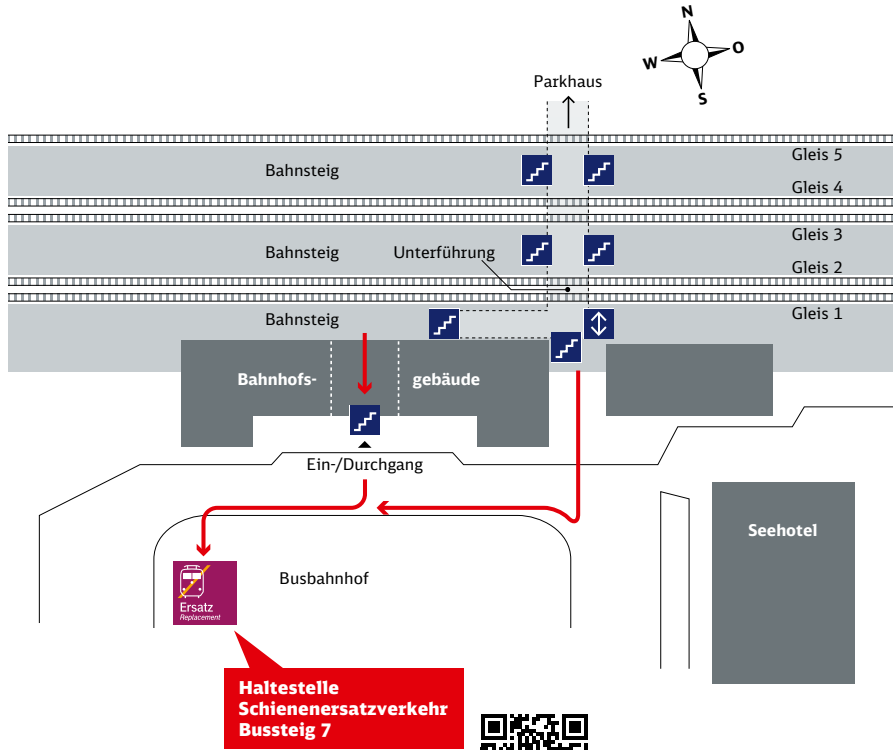 N
W
O
S
Parkhaus
Bahnsteig
Gleis 5
Gleis 4
Bahnsteig
Gleis 3
Unterführung
Gleis 2
Bahnsteig
Gleis 1
Bahnhofs-
gebäude
Ein-/Durchgang
Seehotel
Busbahnhof
Ersatz
Replacement
Haltestelle
Schienenersatzverkehr
Bussteig 7